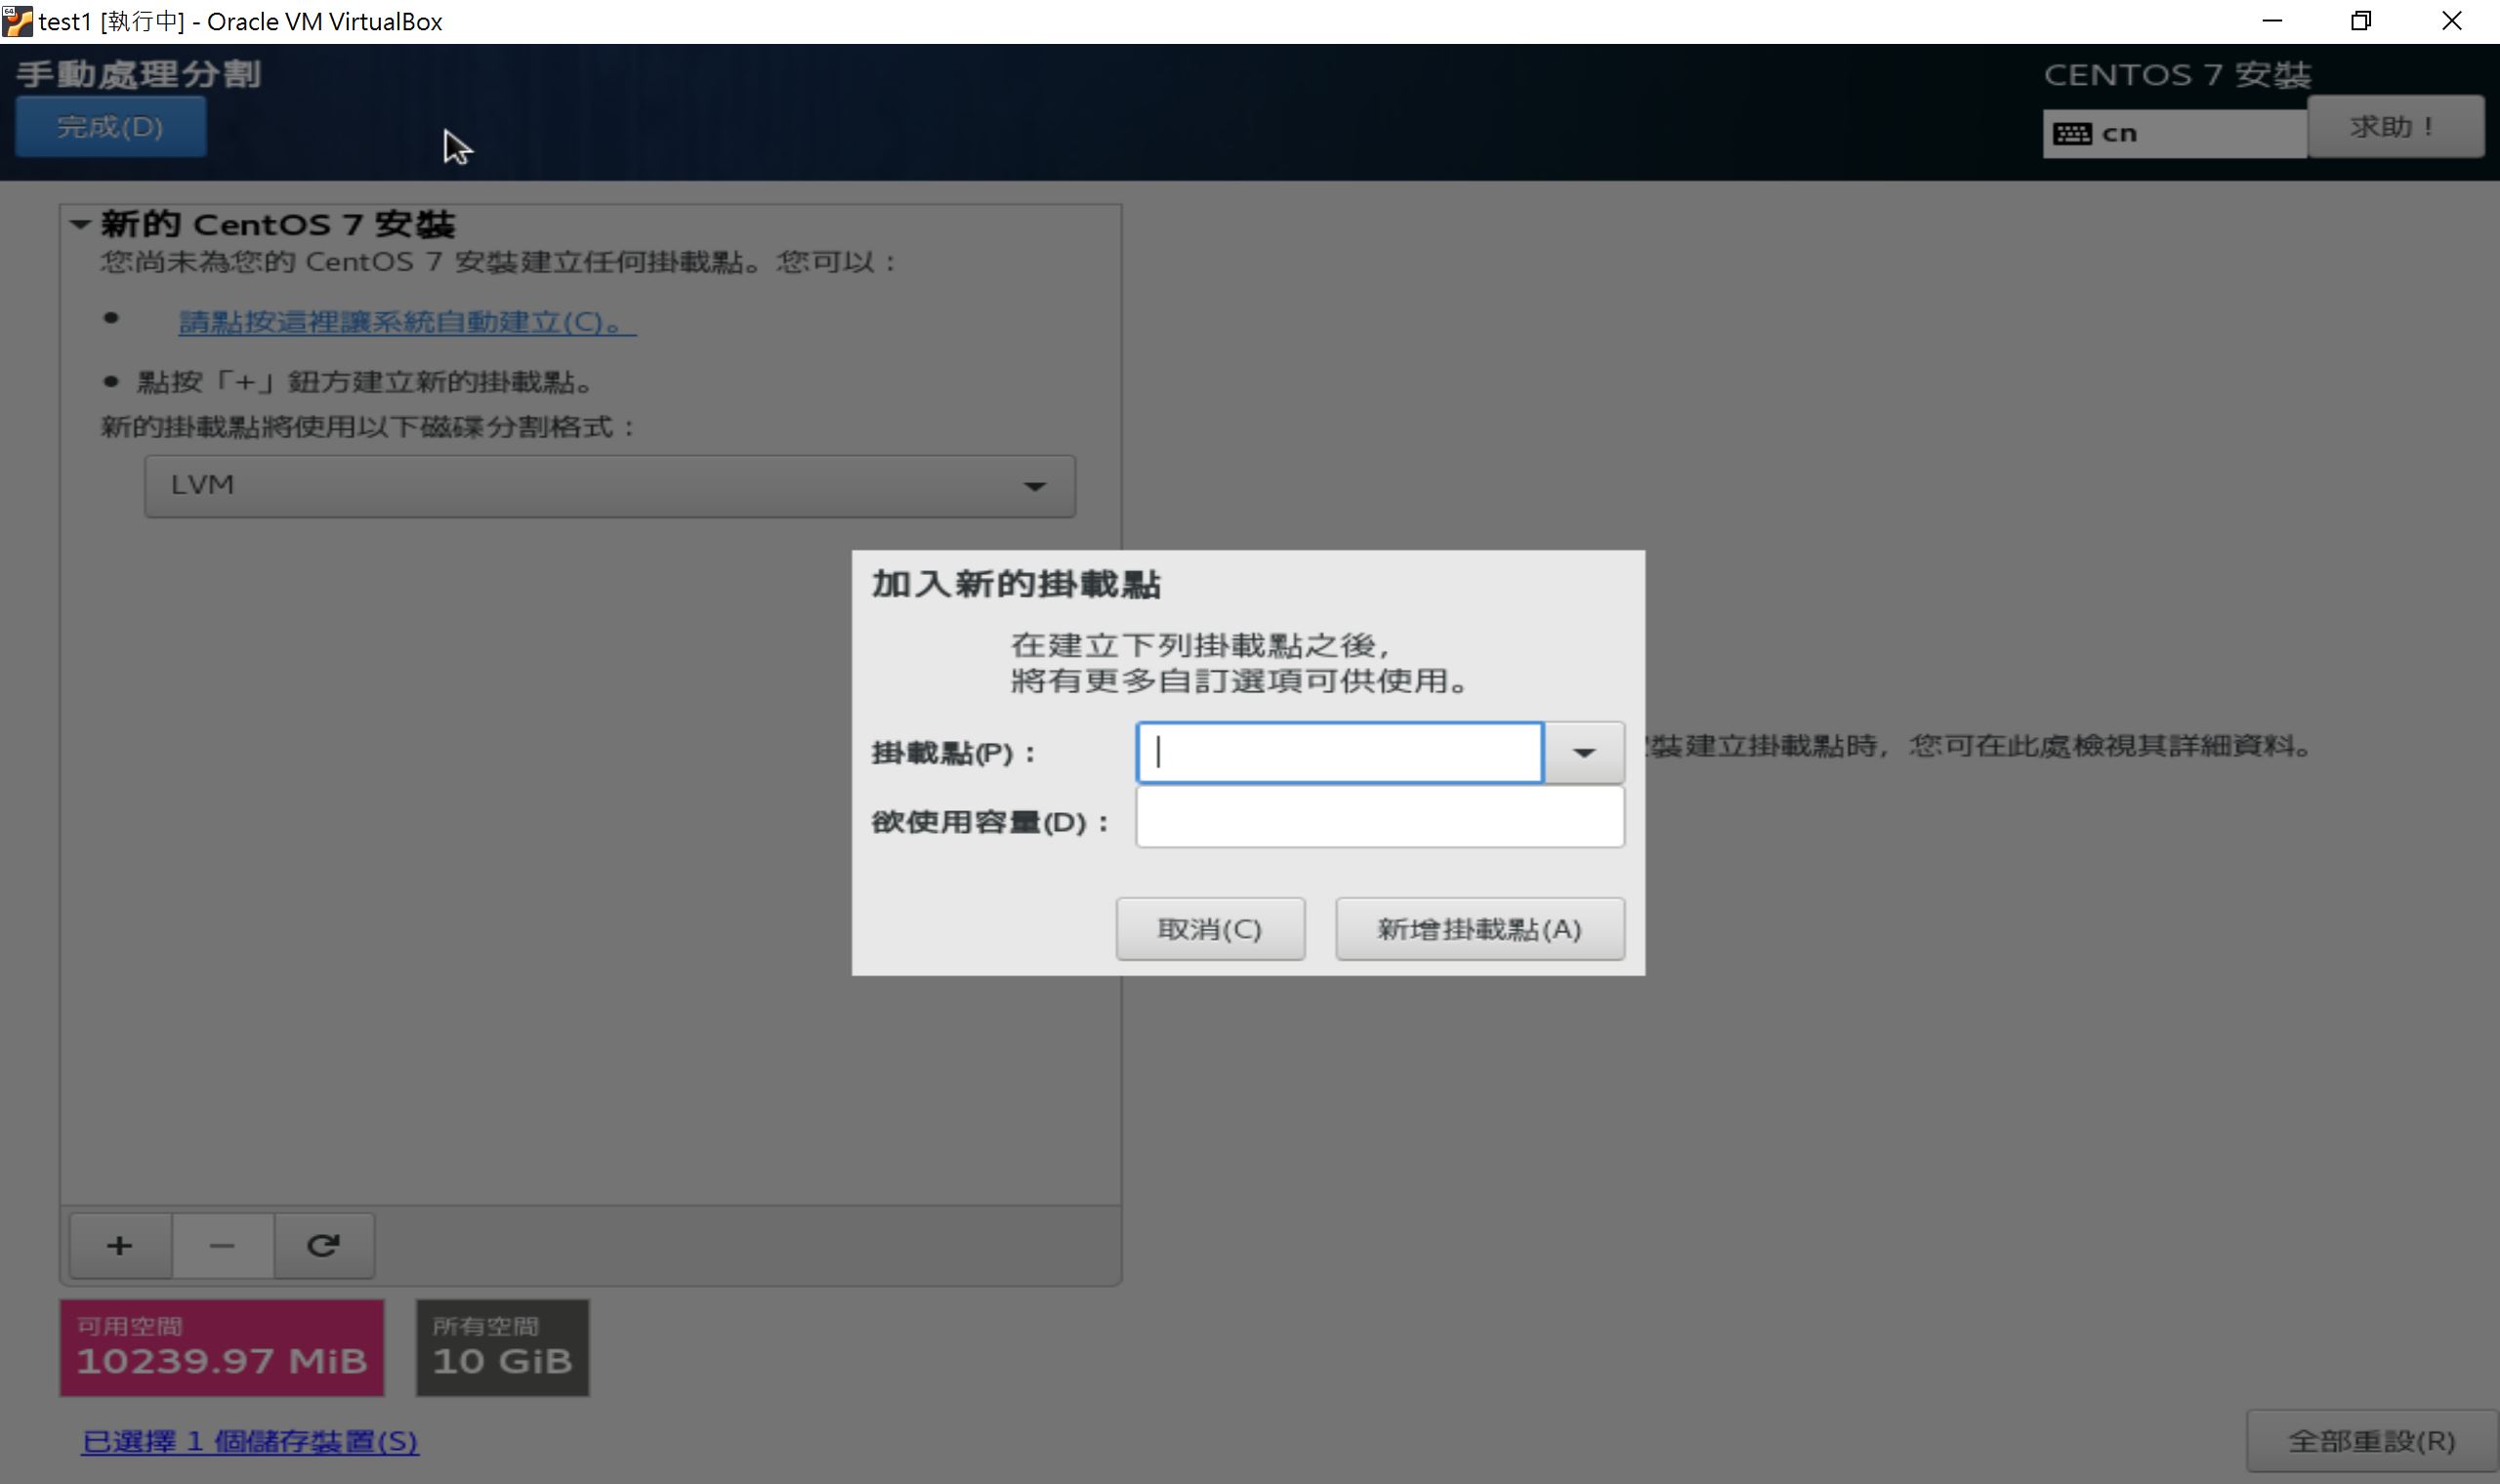 test1 [執行中] - Oracle VM VirtualBox
手動處理分割
CENTOS 7 安裝
完成(D)
cn
求助！
新的 CentOS 7 安裝
您尚未為您的 CentOS 7 安裝建立任何掛載點。您可以：
請點按這裡讓系統自動建立(C)。
點按「+」鈕方建立新的掛載點。
新的掛載點將使用以下磁碟分割格式：
LVM
加入新的掛載點
在建立下列掛載點之後，
將有更多自訂選項可供使用。
掛載點(P)：
裝建立掛載點時，您可在此處檢視其詳細資料。
欲使用容量(D)：
取消(C)
新增掛載點(A)
+
−
可用空間
10239.97 MiB
所有空間
10 GiB
已選擇 1 個儲存裝置(S)
全部重設(R)